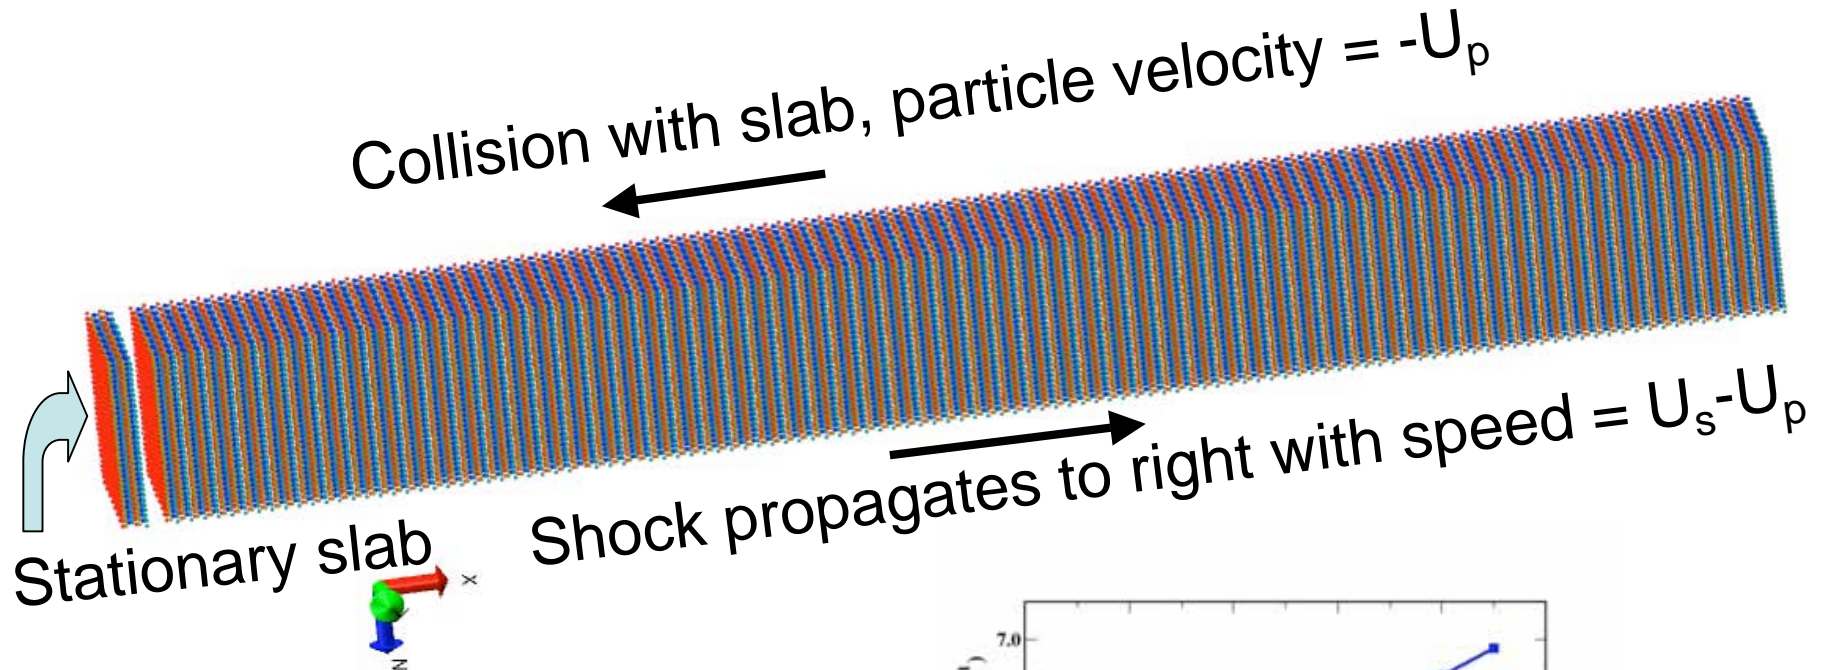 Collision with slab, particle velocity = -Up
Shock propagates to right with speed = Us-Up
Stationary slab
x
z
7.0